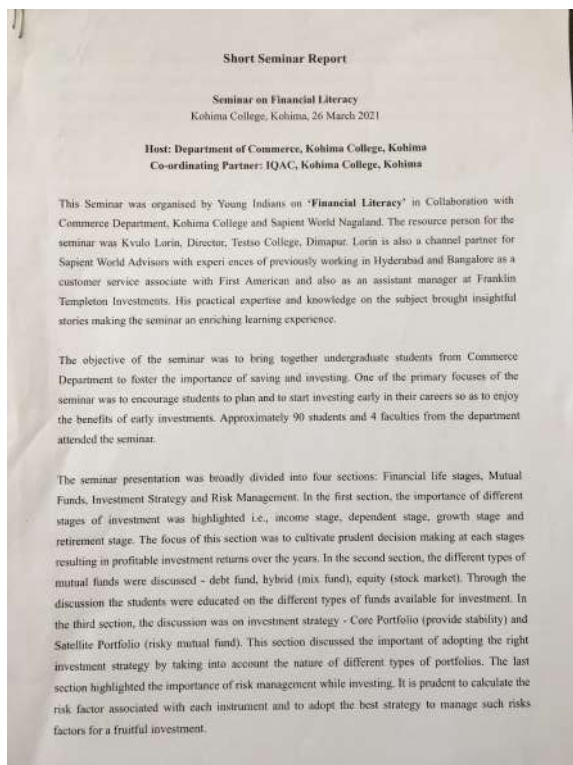 Short Seminar Report
Seminar on Financial Literacy
Kohima College, Kohima, 26 March 2021
Host: Department of Commerce, Kohima College, Kohima
Co-ordinating Partner: IQAC, Kohima College, Kohima
This Seminar was organised by Young Indians on ‘Financial Literacy’ in Collaboration with
Commerce Department, Kohima College and Sapient World Nagaland. The resource person for the
seminar was Kvulo Lorin, Director, Testso College, Dimapur. Lorin is also a channel partner for
Sapient World Advisors with experi ences of previously working in Hyderabad and Bangalore as a
customer service associate with First American and also as an assistant manager at Franklin
Templeton Investments. His practical expertise and knowledge on the subject brought insightful
stories making the seminar an enriching learning experience.
The objective of the seminar was to bring together undergraduate students from Commerce
Department to foster the importance of saving and investing. One of the primary focuses of the
seminar was to encourage students to plan and to start investing early in their careers so as to enjoy
the benefits of early investments. Approximately 90 students and 4 faculties from the department
attended the seminar.
The seminar presentation was broadly divided into four sections: Financial life stages, Mutual
Funds, Investment Strategy and Risk Management. In the first section, the importance of different
stages of investment was highlighted i.e., income stage, dependent stage, growth stage and
retirement stage. The focus of this section was to cultivate prudent decision making at each stages
resulting in profitable investment returns over the years. In the second section, the different types of
mutual funds were discussed - debt fund, hybrid (mix fund), equity (stock market). Through the
discussion the students were educated on the different types of funds available for investment. In
the third section, the discussion was on investment strategy - Core Portfolio (provide stability) and
Satellite Portfolio (risky mutual fund). This section discussed the important of adopting the right
investment strategy by taking into account the nature of different types of portfolios. The last
section highlighted the importance of risk management while investing. It is prudent to calculate the
risk factor associated with each instrument and to adopt the best strategy to manage such risks
factors for a fruitful investment.